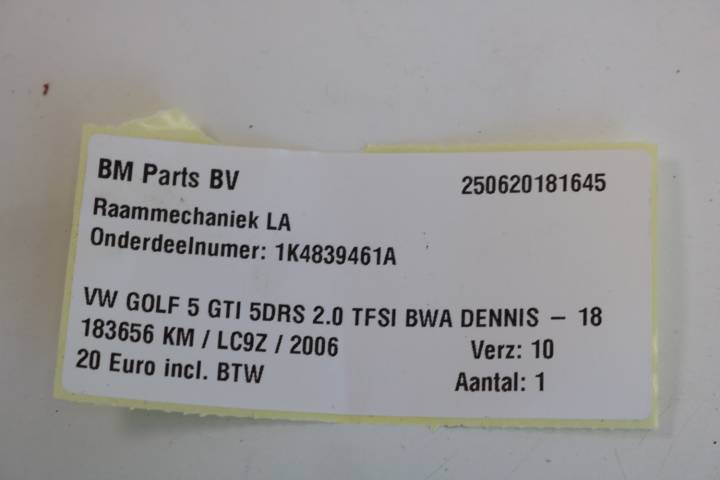 BM Parts BV 250620181645
Raammechaniek LA
Onderdeelnumer: 1K4839461A
VW GOLF 5 GTI 5DRS 2.0 TFSI BWA DENNIS – 18
183656 KM / LC9Z / 2006 Verz: 10
20 Euro incl. BTW Aantal: 1